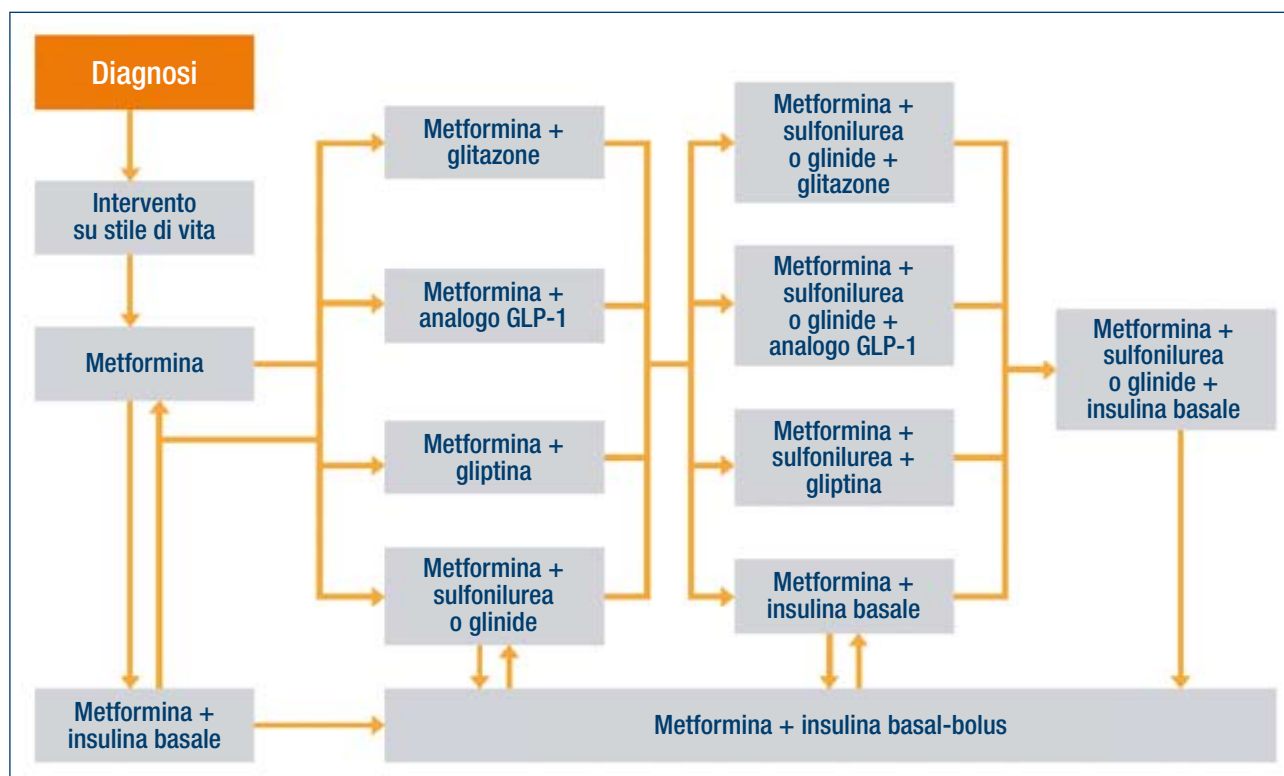 Diagnosi
Intervento
su stile di vita
Metformina
Metformina +
insulina basale
Metformina +
glitazone
Metformina +
analogo GLP-1
Metformina +
gliptina
Metformina +
sulfonilurea
o glinide
Metformina +
sulfonilurea
o glinide +
glitazone
Metformina +
sulfonilurea
o glinide +
analogo GLP-1
Metformina +
sulfonilurea +
gliptina
Metformina +
insulina basale
Metformina +
sulfonilurea
o glinide +
insulina basale
Metformina + insulina basal-bolus